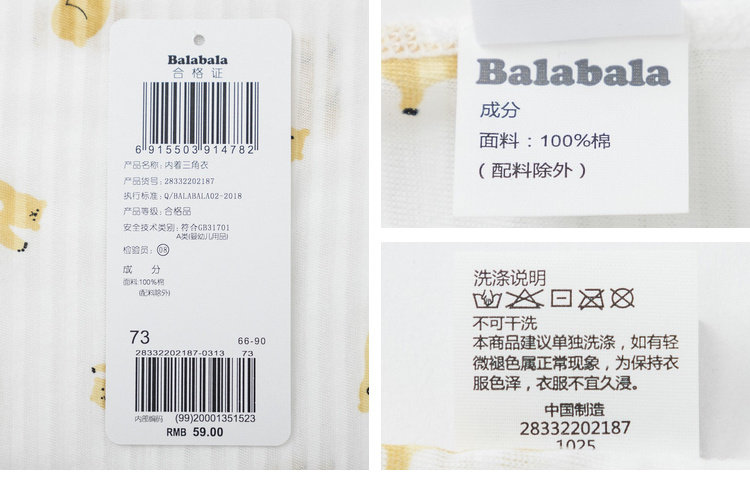 Balabala
合格证
6 915503 914782
产品名称: 内着三角衣
产品货号: 28332202187
执行标准: Q/BALABALA02-2018
产品等级: 合格品
安全技术类别: 符合GB31701
A类(婴幼儿用品)
检验员: 08
成 分
面料:100%棉
(配料除外)
73 66-90
28332202187-0313 73
内部编码 (99)20001351523
RMB 59.00
Balabala
成分
面料：100%棉
(配料除外)
洗涤说明
不可干洗
本商品建议单独洗涤，如有轻
微褪色属正常现象，为保持衣
服色泽，衣服不宜久浸。
中国制造
28332202187
1025